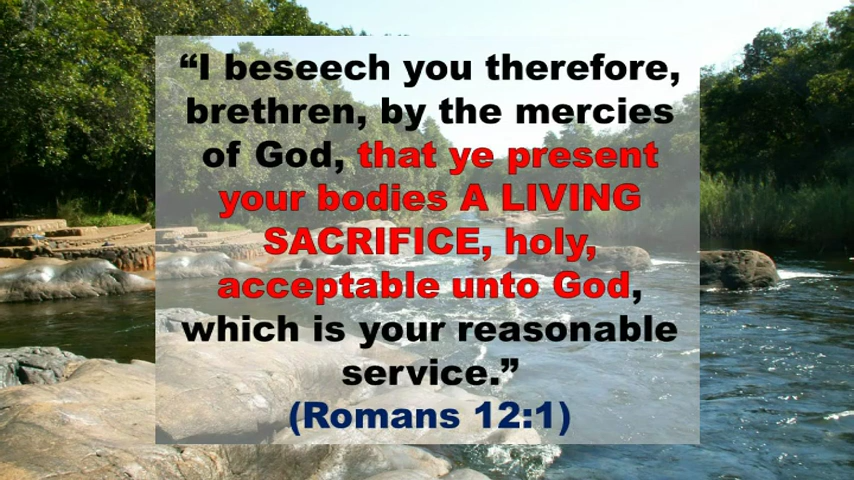 “I beseech you therefore,
brethren, by the mercies
of God, that ye present
your bodies A LIVING
SACRIFICE, holy,
acceptable unto God,
which is your reasonable
service.”
(Romans 12:1)